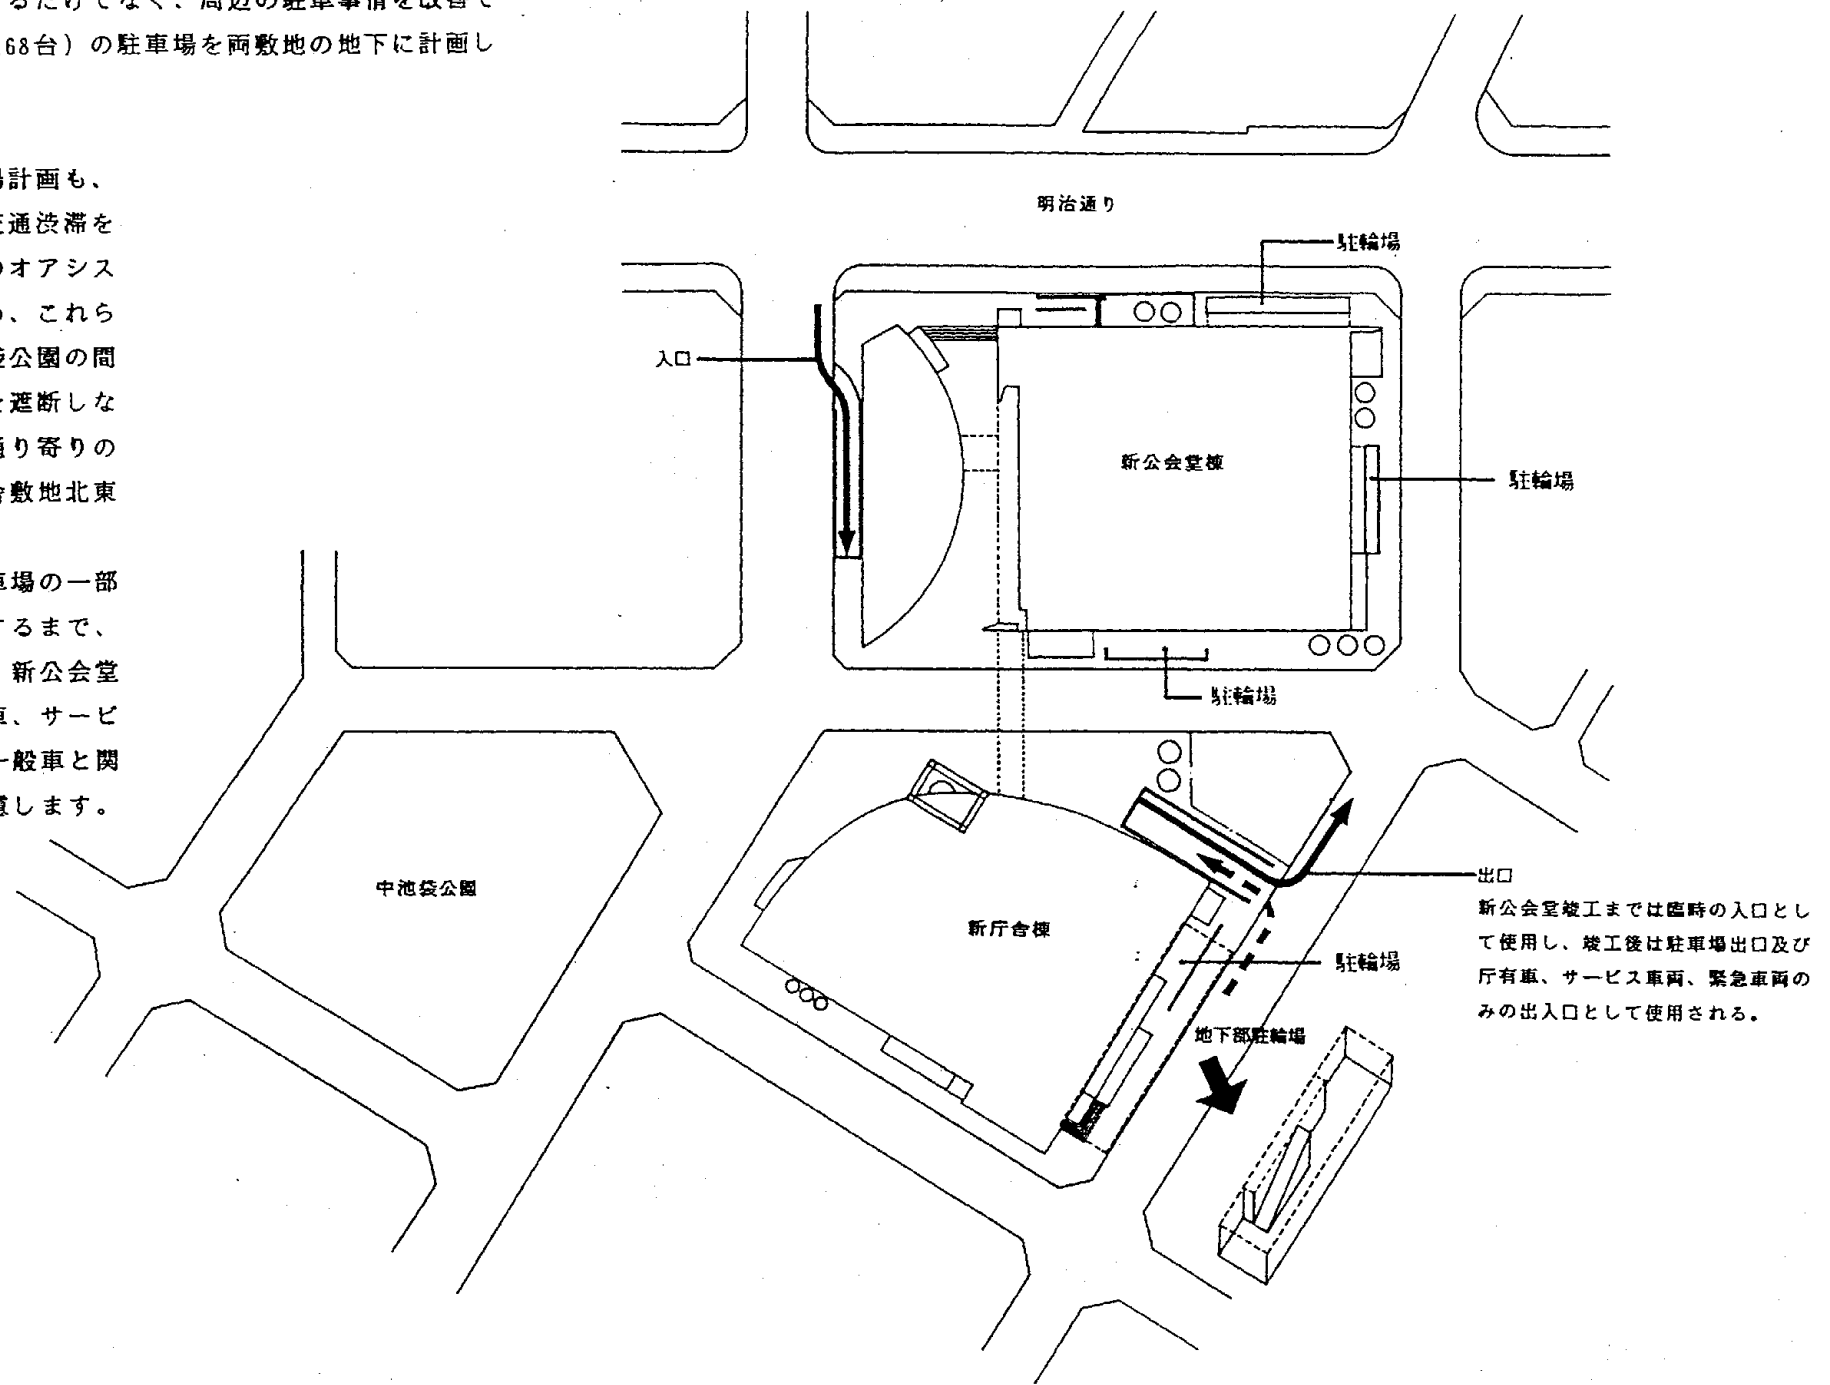 るだけでなく、周辺の駐車事情を改善で
68台）の駐車場を両敷地の地下に計画し
場計画も、
交通渋滞を
のオアシス
め、これら
袋公園の間
を遮断しな
通り寄りの
舎敷地北東
車場の一部
するまで、
新公会堂
車、サービ
一般車と関
慮します。
明治通り
駐輪場
入口
新公会堂棟
駐輪場
駐輪場
中池袋公園
新庁舎棟
駐輪場
地下部駐輪場
出口
新公会堂竣工までは臨時の入口とし
て使用し、竣工後は駐車場出口及び
庁有車、サービス車両、緊急車両の
みの出入口として使用される。